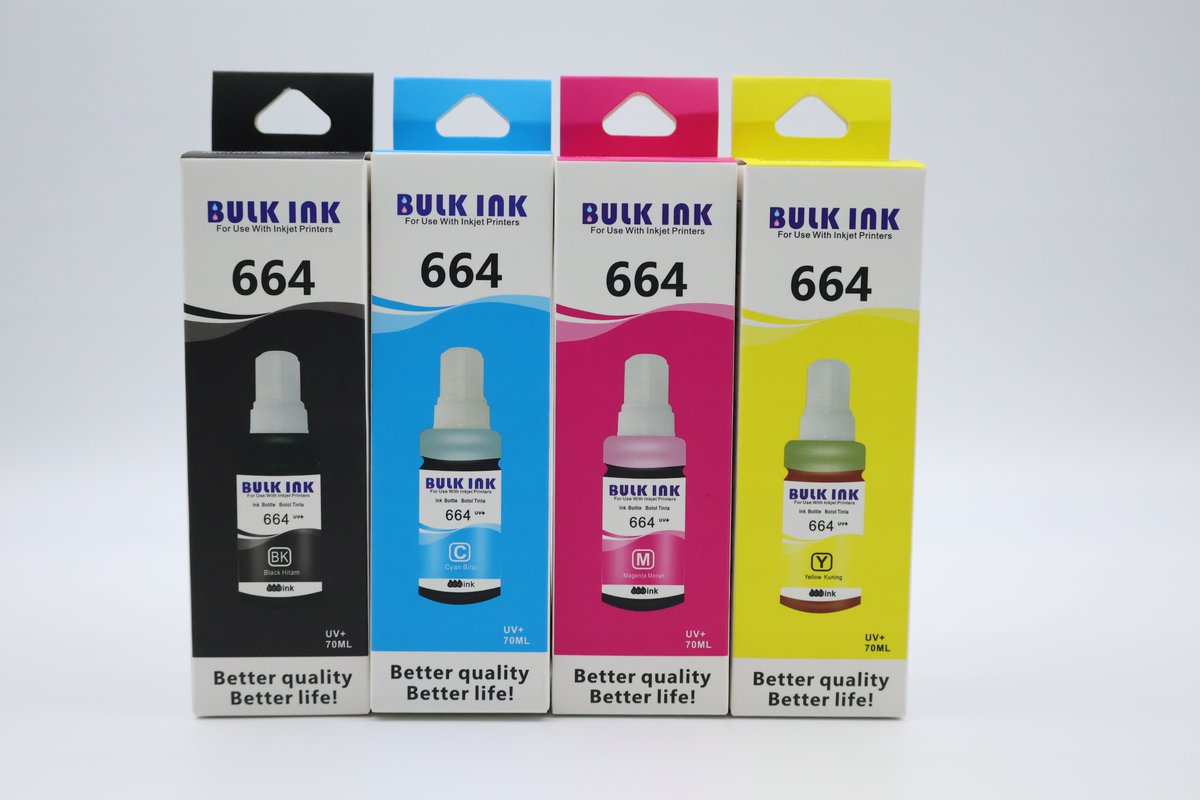 BULK INK
For Use With Inkjet Printers
664
BULK INK
For Use With Inkjet Printers
Ink Bottle Botol Tinta
664 UV+
BK
Black Hitam
ink
UV+
70ML
Better quality
Better life!
BULK INK
For Use With Inkjet Printers
664
BULK INK
For Use With Inkjet Printers
Ink Bottle Botol Tinta
664 UV+
C
Cyan Biru
ink
UV+
70ML
Better quality
Better life!
BULK INK
For Use With Inkjet Printers
664
BULK INK
For Use With Inkjet Printers
Ink Bottle Botol Tinta
664 UV+
M
Magenta Merah
ink
UV+
70ML
Better quality
Better life!
BULK INK
For Use With Inkjet Printers
664
BULK INK
For Use With Inkjet Printers
Ink Bottle Botol Tinta
664 UV+
Y
Yellow Kuning
ink
UV+
70ML
Better quality
Better life!